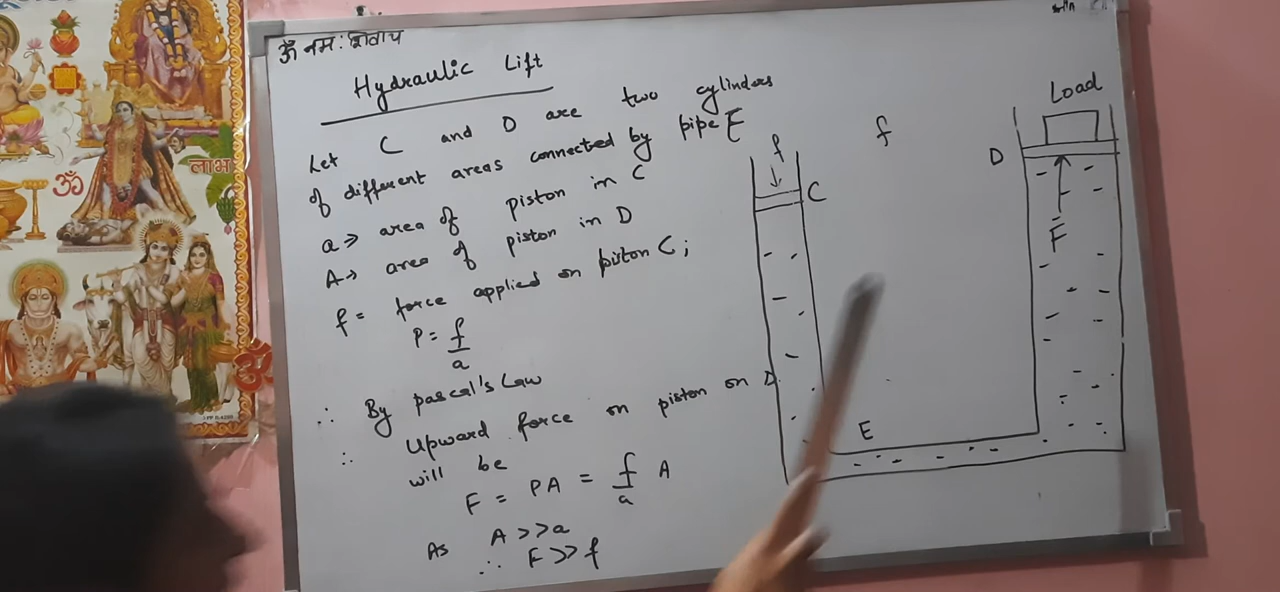 ॐ नमः शिवाय
Hydraulic Lift
Let C and D are two cylinders
of different areas connected by pipe E
a → area of piston in C
A → area of piston in D
f = force applied on piston C;
P = f/a
∴ By pascal's Law
∴ Upward force on piston on D
will be
F = PA = f/a A
As A >> a
∴ F >> f
f
C
E
f
Load
D
F
ॐ
लाभ
ॐ